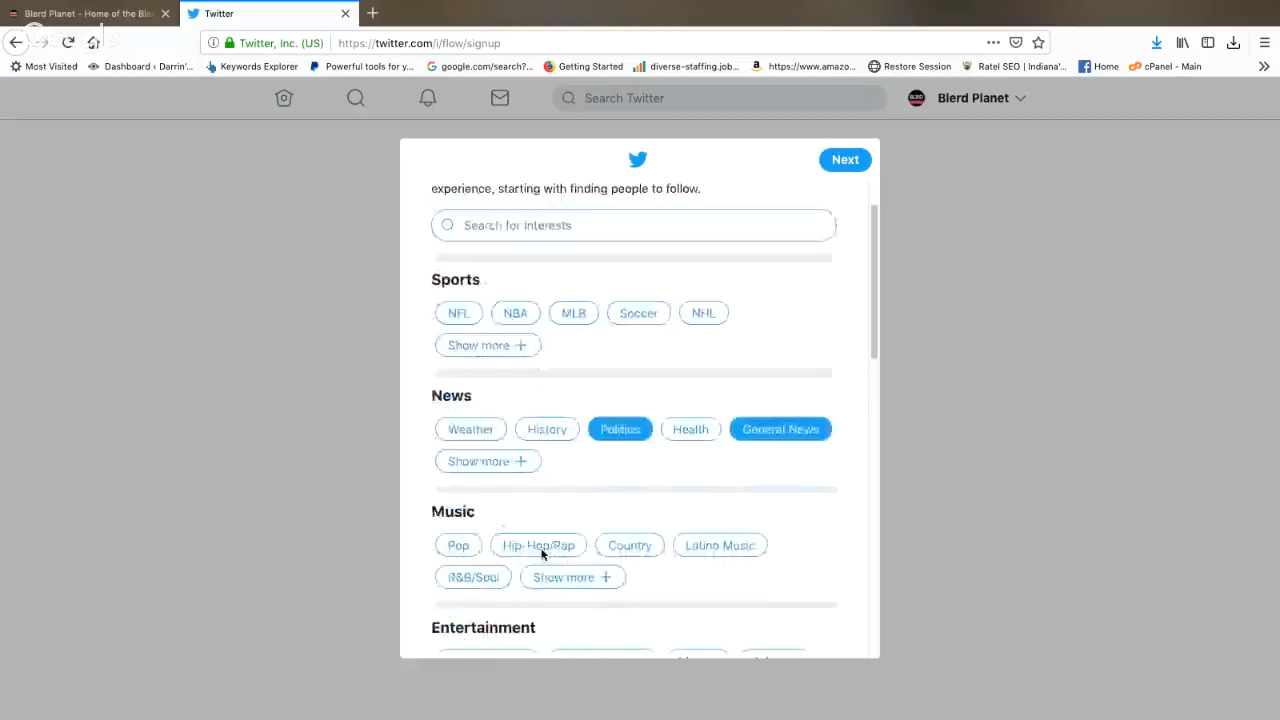 Blerd Planet - Home of the Bla
Twitter
Twitter, Inc. (US)
https://twitter.com/i/flow/signup
Most Visited
Dashboard ‹ Darrin'...
Keywords Explorer
Powerful tools for y...
google.com/search?...
Getting Started
diverse-staffing.job...
https://www.amazo...
Restore Session
Ratel SEO | Indiana'...
Home
cPanel - Main
Search Twitter
Blerd Planet
Next
experience, starting with finding people to follow.
Search for interests
Sports
NFL NBA MLB Soccer NHL
Show more +
News
Weather History Politics Health General News
Show more +
Music
Pop Hip-Hop/Rap Country Latino Music
R&B/Soul Show more +
Entertainment